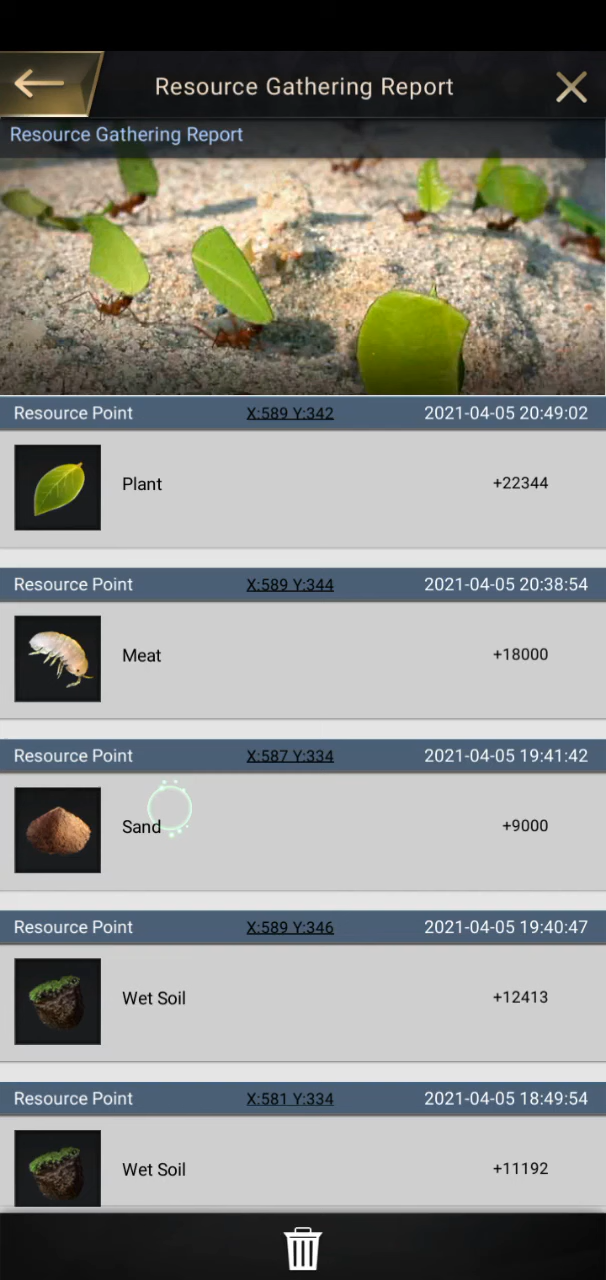 Resource Gathering Report
Resource Gathering Report
Resource Point X:589 Y:342 2021-04-05 20:49:02
Plant +22344
Resource Point X:589 Y:344 2021-04-05 20:38:54
Meat +18000
Resource Point X:587 Y:334 2021-04-05 19:41:42
Sand +9000
Resource Point X:589 Y:346 2021-04-05 19:40:47
Wet Soil +12413
Resource Point X:581 Y:334 2021-04-05 18:49:54
Wet Soil +11192